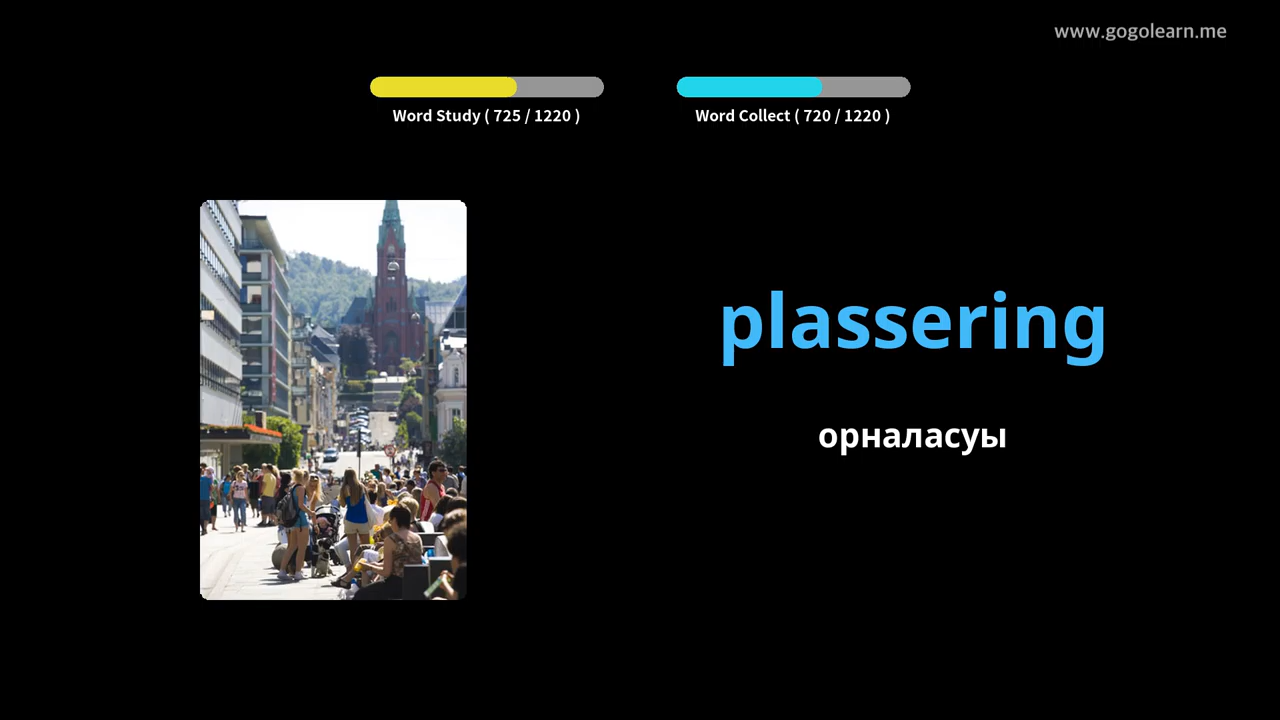 www.gogolearn.me
Word Study ( 725 / 1220 )
Word Collect ( 720 / 1220 )
plassering
орналасуы